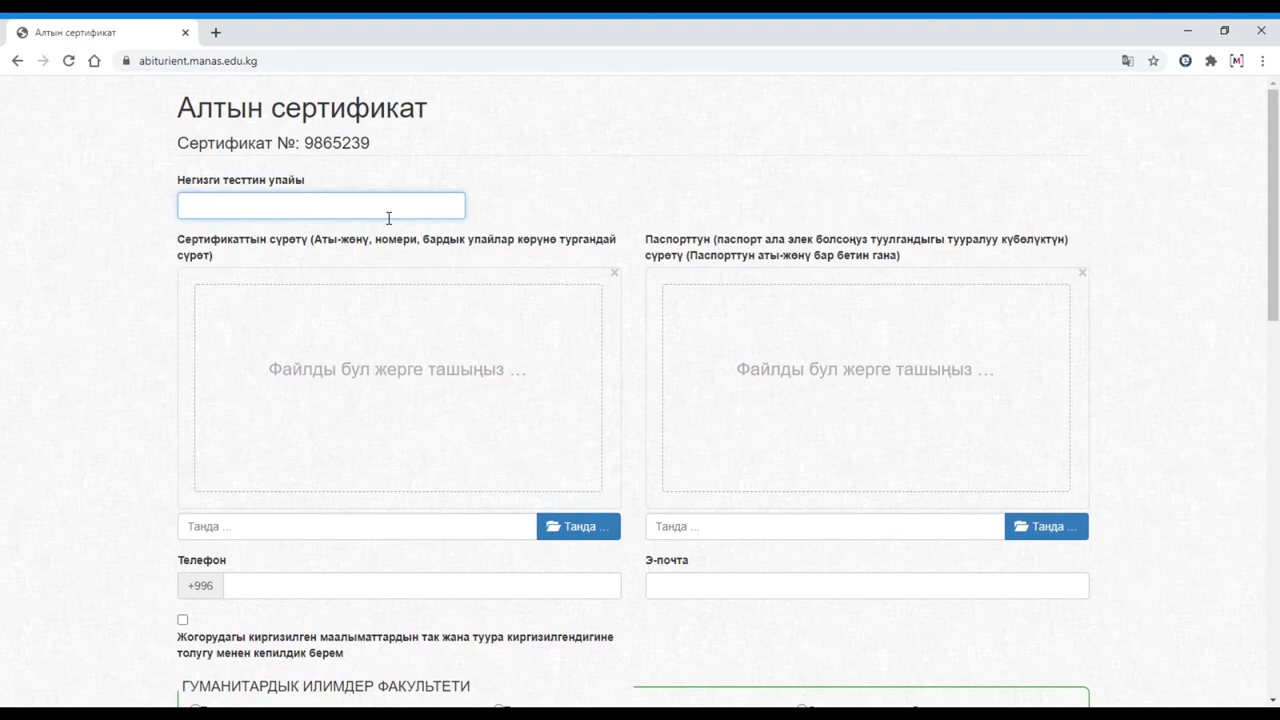 Алтын сертификат
abiturient.manas.edu.kg
Алтын сертификат
Сертификат №: 9865239
Негизги тесттин упайы
Сертификаттын сүрөтү (Аты-жөнү, номери, бардык упайлар көрүнө тургандай
сүрөт)
Файлды бул жерге ташыңыз …
Танда ...
Танда ...
Паспорттун (паспорт ала элек болсоңуз туулгандыгы тууралуу күбөлүктүн)
сүрөтү (Паспорттун аты-жөнү бар бетин гана)
Файлды бул жерге ташыңыз …
Танда ...
Танда ...
Телефон
+996
Э-почта
Жогорудагы киргизилген маалыматтардын так жана туура киргизилгендигине
толугу менен кепилдик берем
ГУМАНИТАРДЫК ИЛИМДЕР ФАКУЛЬТЕТИ